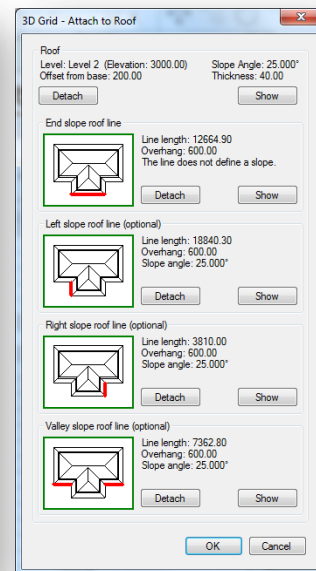 3D Grid - Attach to Roof
Roof
Level: Level 2 (Elevation: 3000.00) Slope Angle: 25.000°
Offset from base: 200.00 Thickness: 40.00
Detach Show
End slope roof line
Line length: 12664.90
Overhang: 600.00
The line does not define a slope.
Detach Show
Left slope roof line (optional)
Line length: 18840.30
Overhang: 600.00
Slope angle: 25.000°
Detach Show
Right slope roof line (optional)
Line length: 3810.00
Overhang: 600.00
Slope angle: 25.000°
Detach Show
Valley slope roof line (optional)
Line length: 7362.80
Overhang: 600.00
Slope angle: 25.000°
Detach Show
OK Cancel